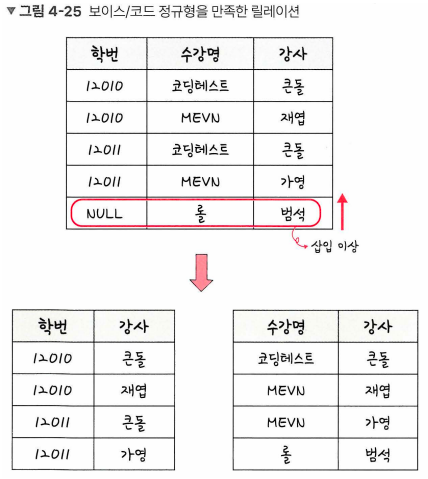 ▼ 그림 4-25 보이스/코드 정규형을 만족한 릴레이션
학번 수강명 강사
12010 코딩테스트 큰돌
12010 MEVN 재엽
12011 코딩테스트 큰돌
12011 MEVN 가영
NULL 롤 범석
삽입 이상
학번 강사
12010 큰돌
12010 재엽
12011 큰돌
12011 가영
수강명 강사
코딩테스트 큰돌
MEVN 재엽
MEVN 가영
롤 범석